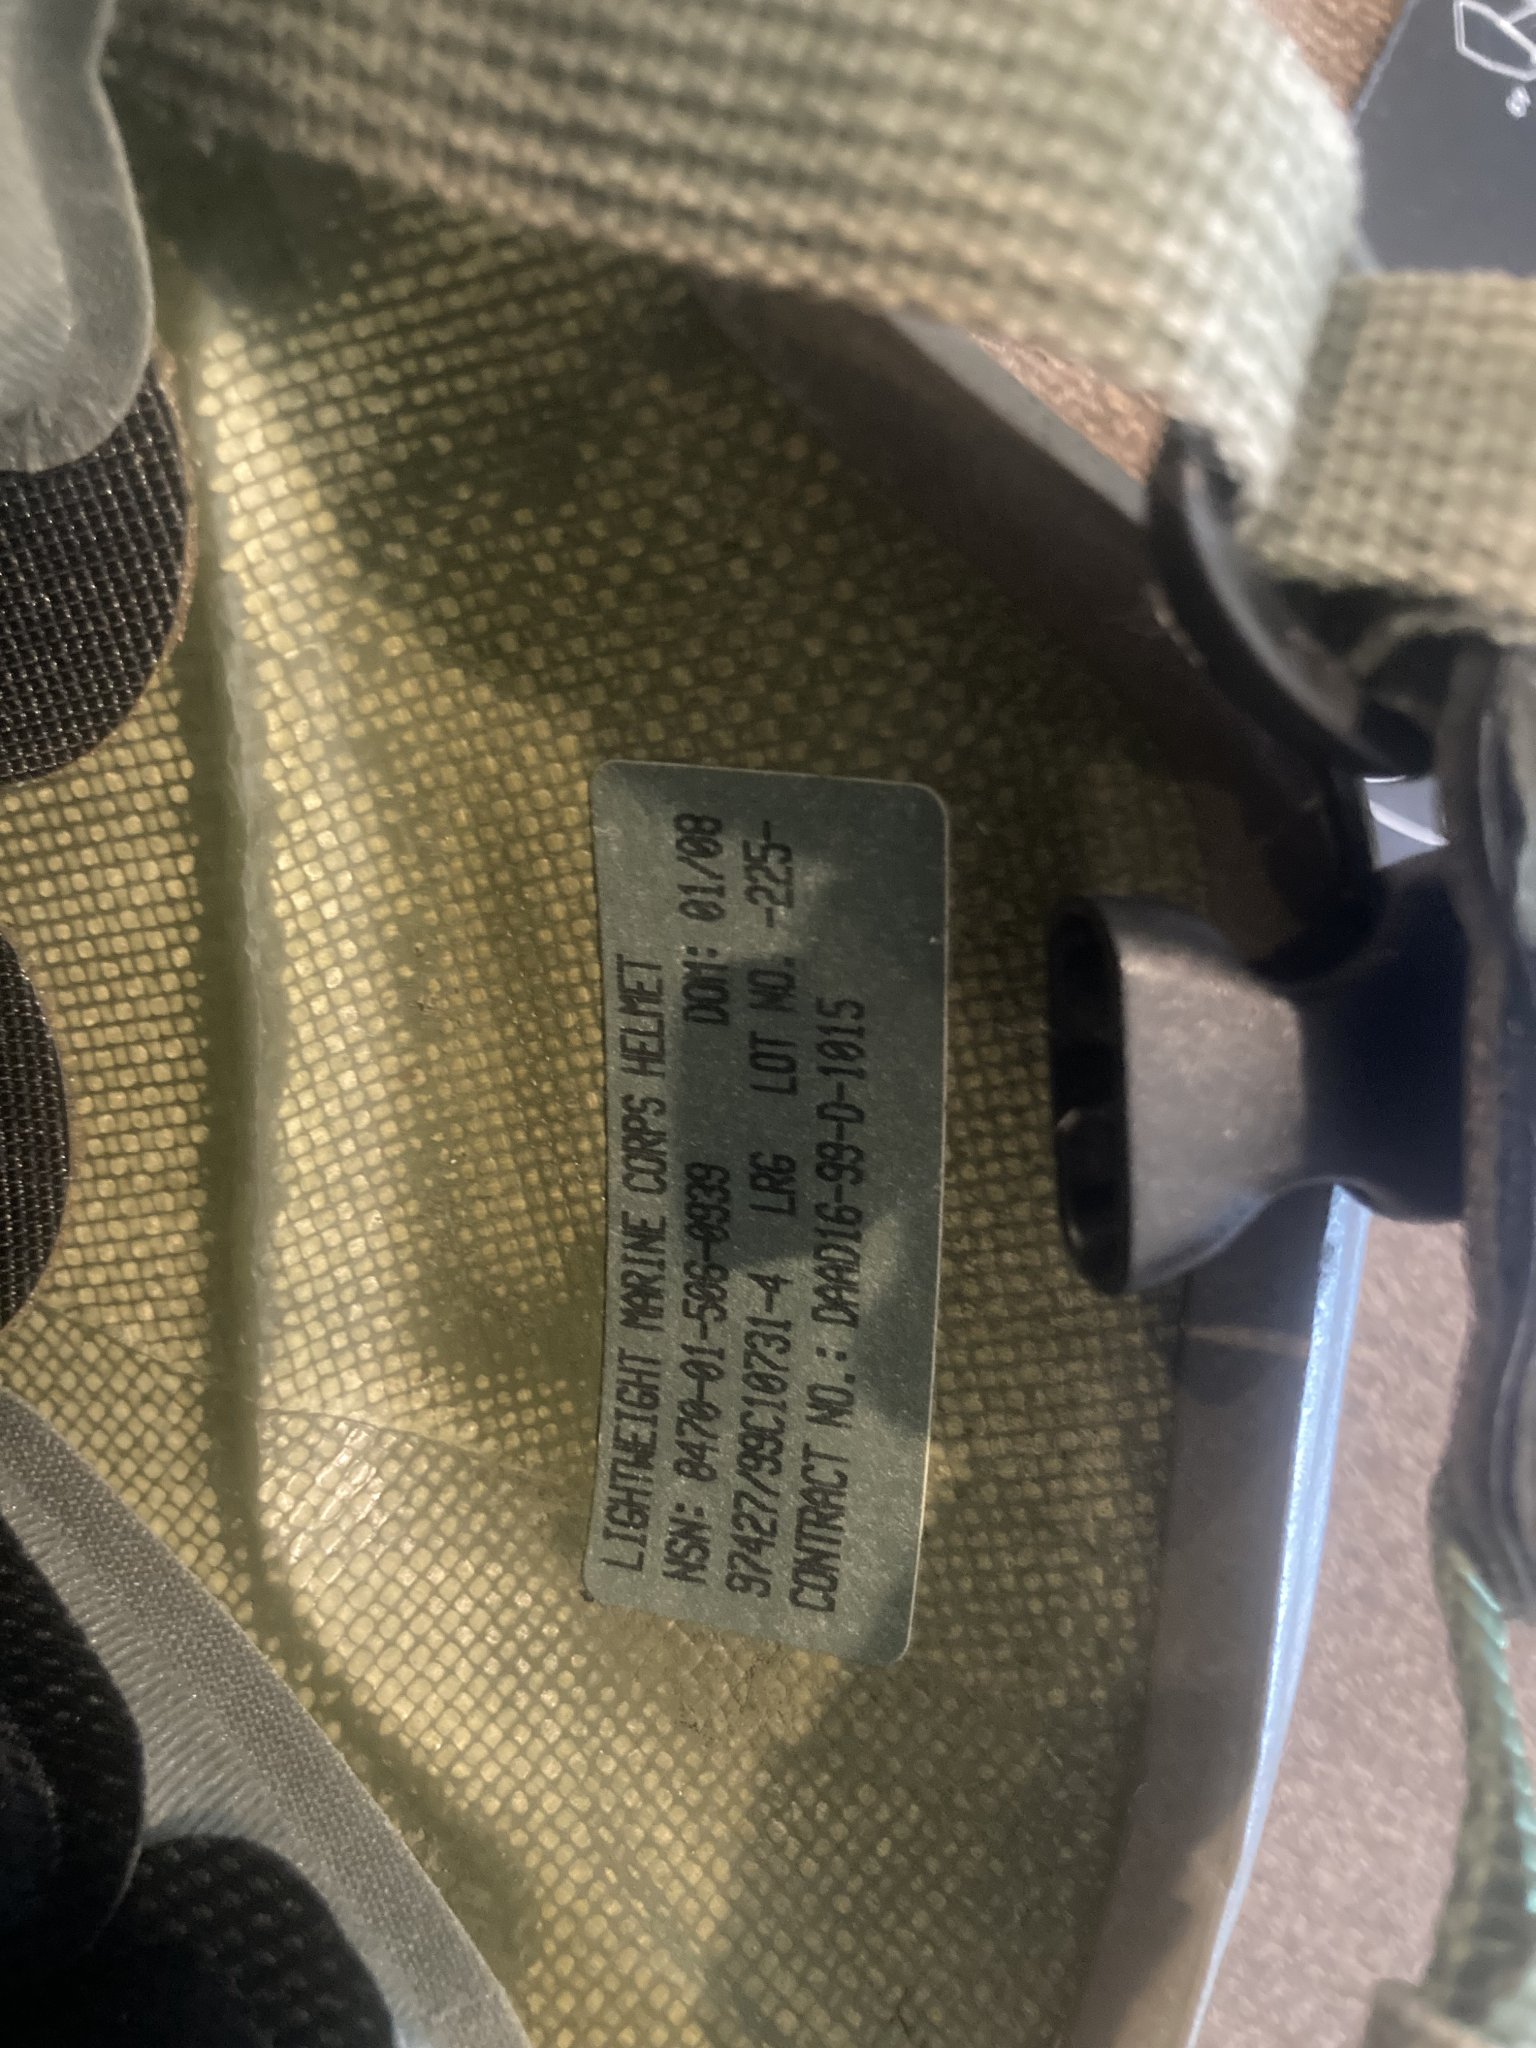 LIGHTWEIGHT MARINE CORPS HELMET
NSN: 8470-01-506-0939 DOM: 01/08
97427/99C10731-4 LRG LOT NO. -225-
CONTRACT NO.: DAAD16-99-D-1015